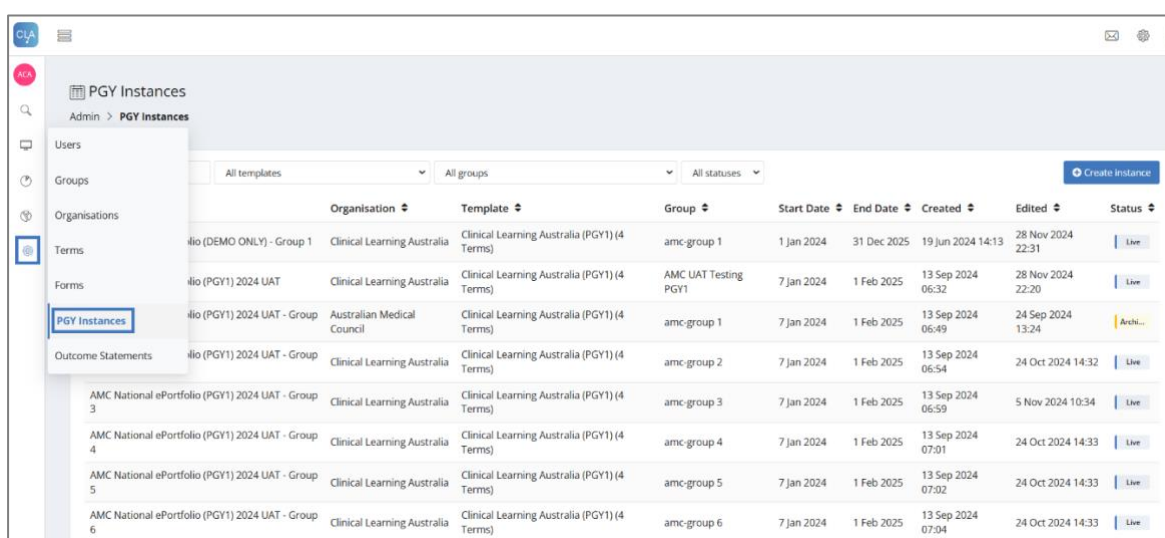 CLA
ACA
PGY Instances
Admin > PGY Instances
Users
Groups
Organisations
Terms
Forms
PGY Instances
Outcome Statements
All templates All groups All statuses Create instance
Organisation Template Group Start Date End Date Created Edited Status
lio (DEMO ONLY) - Group 1 Clinical Learning Australia Clinical Learning Australia (PGY1) (4 Terms) amc-group 1 1 Jan 2024 31 Dec 2025 19 Jun 2024 14:13 28 Nov 2024 22:31 Live
lio (PGY1) 2024 UAT Clinical Learning Australia Clinical Learning Australia (PGY1) (4 Terms) AMC UAT Testing PGY1 7 Jan 2024 1 Feb 2025 13 Sep 2024 06:32 28 Nov 2024 22:20 Live
lio (PGY1) 2024 UAT - Group Australian Medical Council Clinical Learning Australia (PGY1) (4 Terms) amc-group 1 7 Jan 2024 1 Feb 2025 13 Sep 2024 06:49 24 Sep 2024 13:24 Archi...
lio (PGY1) 2024 UAT - Group Clinical Learning Australia Clinical Learning Australia (PGY1) (4 Terms) amc-group 2 7 Jan 2024 1 Feb 2025 13 Sep 2024 06:54 24 Oct 2024 14:32 Live
AMC National ePortfolio (PGY1) 2024 UAT - Group 3 Clinical Learning Australia Clinical Learning Australia (PGY1) (4 Terms) amc-group 3 7 Jan 2024 1 Feb 2025 13 Sep 2024 06:59 5 Nov 2024 10:34 Live
AMC National ePortfolio (PGY1) 2024 UAT - Group 4 Clinical Learning Australia Clinical Learning Australia (PGY1) (4 Terms) amc-group 4 7 Jan 2024 1 Feb 2025 13 Sep 2024 07:01 24 Oct 2024 14:33 Live
AMC National ePortfolio (PGY1) 2024 UAT - Group 5 Clinical Learning Australia Clinical Learning Australia (PGY1) (4 Terms) amc-group 5 7 Jan 2024 1 Feb 2025 13 Sep 2024 07:02 24 Oct 2024 14:33 Live
AMC National ePortfolio (PGY1) 2024 UAT - Group 6 Clinical Learning Australia Clinical Learning Australia (PGY1) (4 Terms) amc-group 6 7 Jan 2024 1 Feb 2025 13 Sep 2024 07:04 24 Oct 2024 14:33 Live